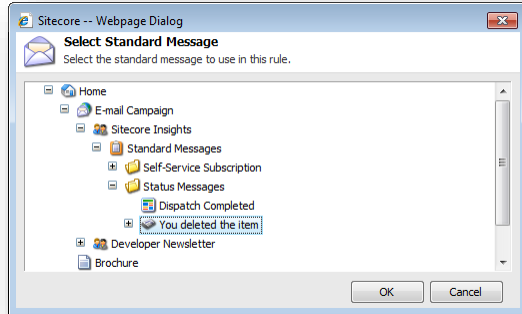 Sitecore -- Webpage Dialog
Select Standard Message
Select the standard message to use in this rule.
Home
E-mail Campaign
Sitecore Insights
Standard Messages
Self-Service Subscription
Status Messages
Dispatch Completed
You deleted the item
Developer Newsletter
Brochure
OK Cancel